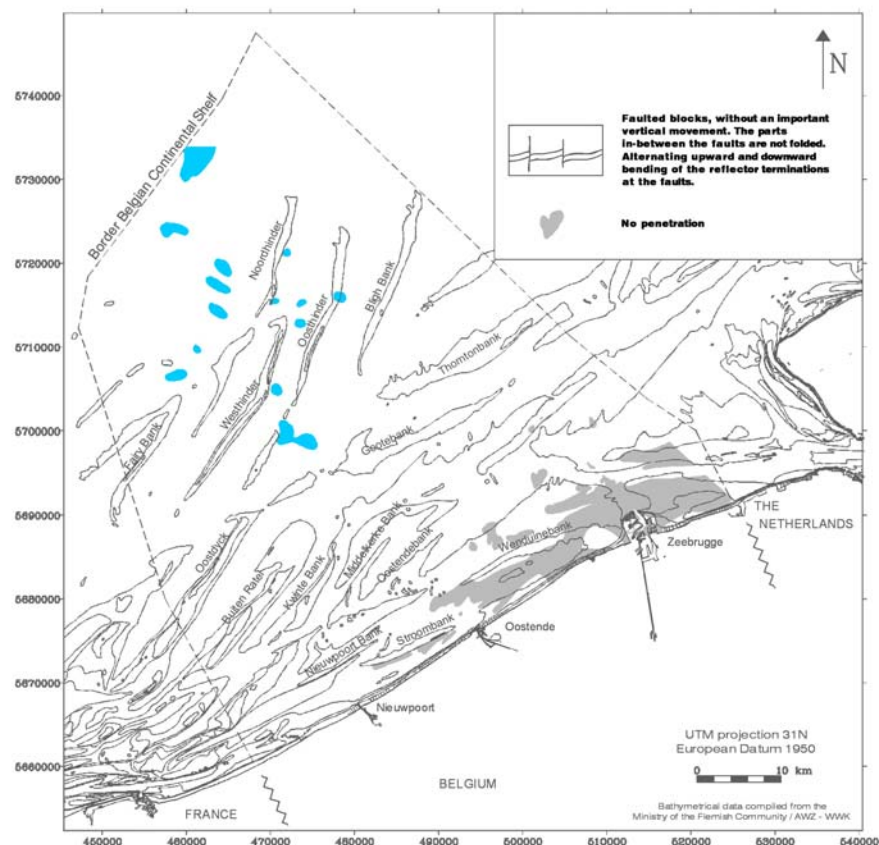 N
Faulted blocks, without an important
vertical movement. The parts
in-between the faults are not folded.
Alternating upward and downward
bending of the reflector terminations
at the faults.
No penetration
5740000
5730000
5720000
5710000
5700000
5690000
5680000
5670000
5660000
Border Belgian Continental Shelf
Noordhinder
Oosthinder
Bligh Bank
Thorntonbank
Westhinder
Fairy Bank
Gootebank
Oostdyck
Buiten Ratel
Kwinte Bank
Middelkerke Bank
Oostendebank
Wenduinebank
Stroombank
Nieuwpoort Bank
THE
NETHERLANDS
Zeebrugge
Oostende
Nieuwpoort
BELGIUM
FRANCE
UTM projection 31N
European Datum 1950
0 10 km
Bathymetrical data compiled from the
Ministry of the Flemish Community / AWZ - WWK
450000 460000 470000 480000 490000 500000 510000 520000 530000 540000